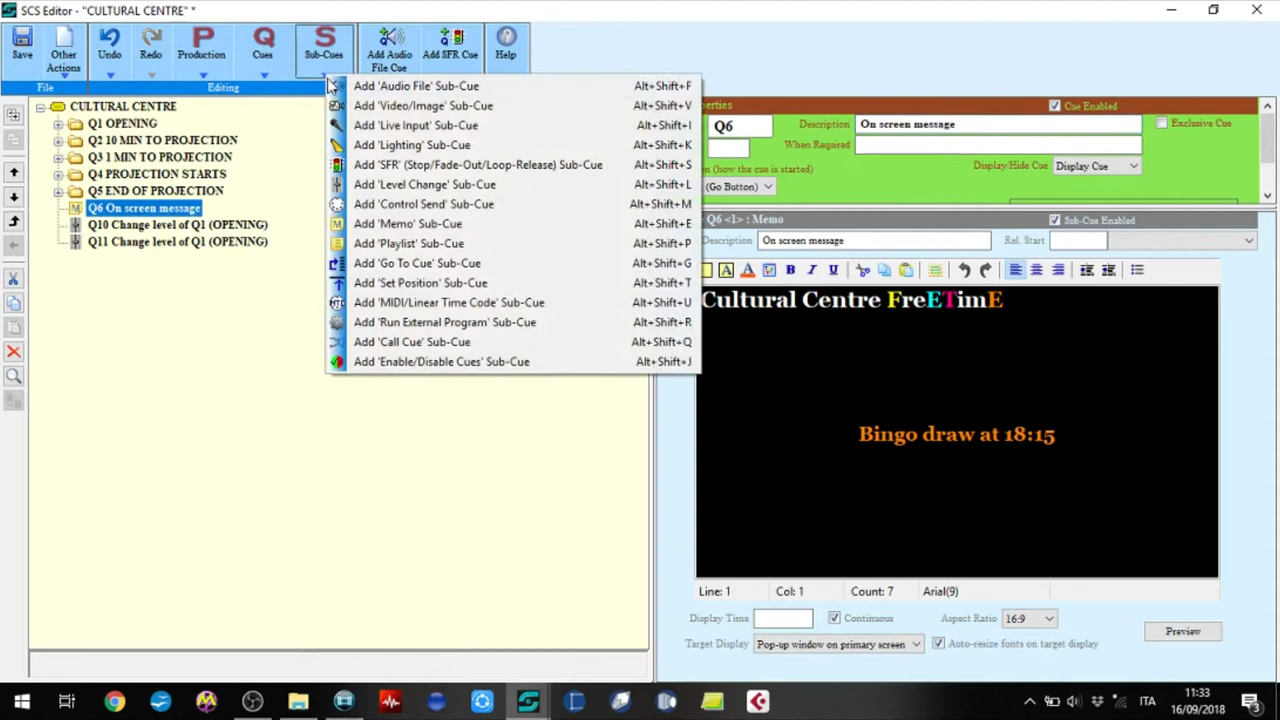 SCS Editor - "CULTURAL CENTRE" *
Save
Other Actions
Undo
Redo
Production
Cues
Sub-Cues
Add Audio File Cue
Add SFR Cue
Help
File
Editing
CULTURAL CENTRE
Q1 OPENING
Q2 10 MIN TO PROJECTION
Q3 1 MIN TO PROJECTION
Q4 PROJECTION STARTS
Q5 END OF PROJECTION
Q6 On screen message
Q10 Change level of Q1 (OPENING)
Q11 Change level of Q1 (OPENING)
Add 'Audio File' Sub-Cue Alt+Shift+F
Add 'Video/Image' Sub-Cue Alt+Shift+V
Add 'Live Input' Sub-Cue Alt+Shift+I
Add 'Lighting' Sub-Cue Alt+Shift+K
Add 'SFR' (Stop/Fade-Out/Loop-Release) Sub-Cue Alt+Shift+S
Add 'Level Change' Sub-Cue Alt+Shift+L
Add 'Control Send' Sub-Cue Alt+Shift+M
Add 'Memo' Sub-Cue Alt+Shift+E
Add 'Playlist' Sub-Cue Alt+Shift+P
Add 'Go To Cue' Sub-Cue Alt+Shift+G
Add 'Set Position' Sub-Cue Alt+Shift+T
Add 'MIDI/Linear Time Code' Sub-Cue Alt+Shift+U
Add 'Run External Program' Sub-Cue Alt+Shift+R
Add 'Call Cue' Sub-Cue Alt+Shift+Q
Add 'Enable/Disable Cues' Sub-Cue Alt+Shift+J
perties
Cue Enabled
Q6
Description On screen message
Exclusive Cue
When Required
Display/Hide Cue Display Cue
en (how the cue is started)
(Go Button)
Q6 <1> : Memo
Sub-Cue Enabled
Description On screen message
Rel. Start
Cultural Centre FreETimE
Bingo draw at 18:15
Line: 1 Col: 1 Count: 7 Arial(9)
Display Time
Continuous
Aspect Ratio 16:9
Preview
Target Display Pop-up window on primary screen
Auto-resize fonts on target display
ITA
11:33
16/09/2018
3